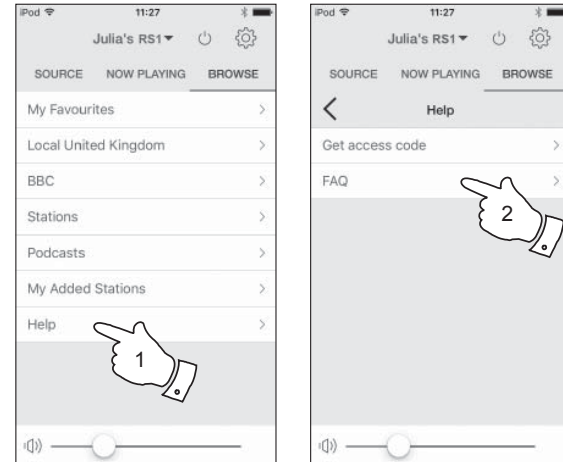 iPod 11:27
Julia's RS1
SOURCE NOW PLAYING BROWSE
My Favourites
Local United Kingdom
BBC
Stations
Podcasts
My Added Stations
Help
1
iPod 11:27
Julia's RS1
SOURCE NOW PLAYING BROWSE
Help
Get access code
FAQ
2